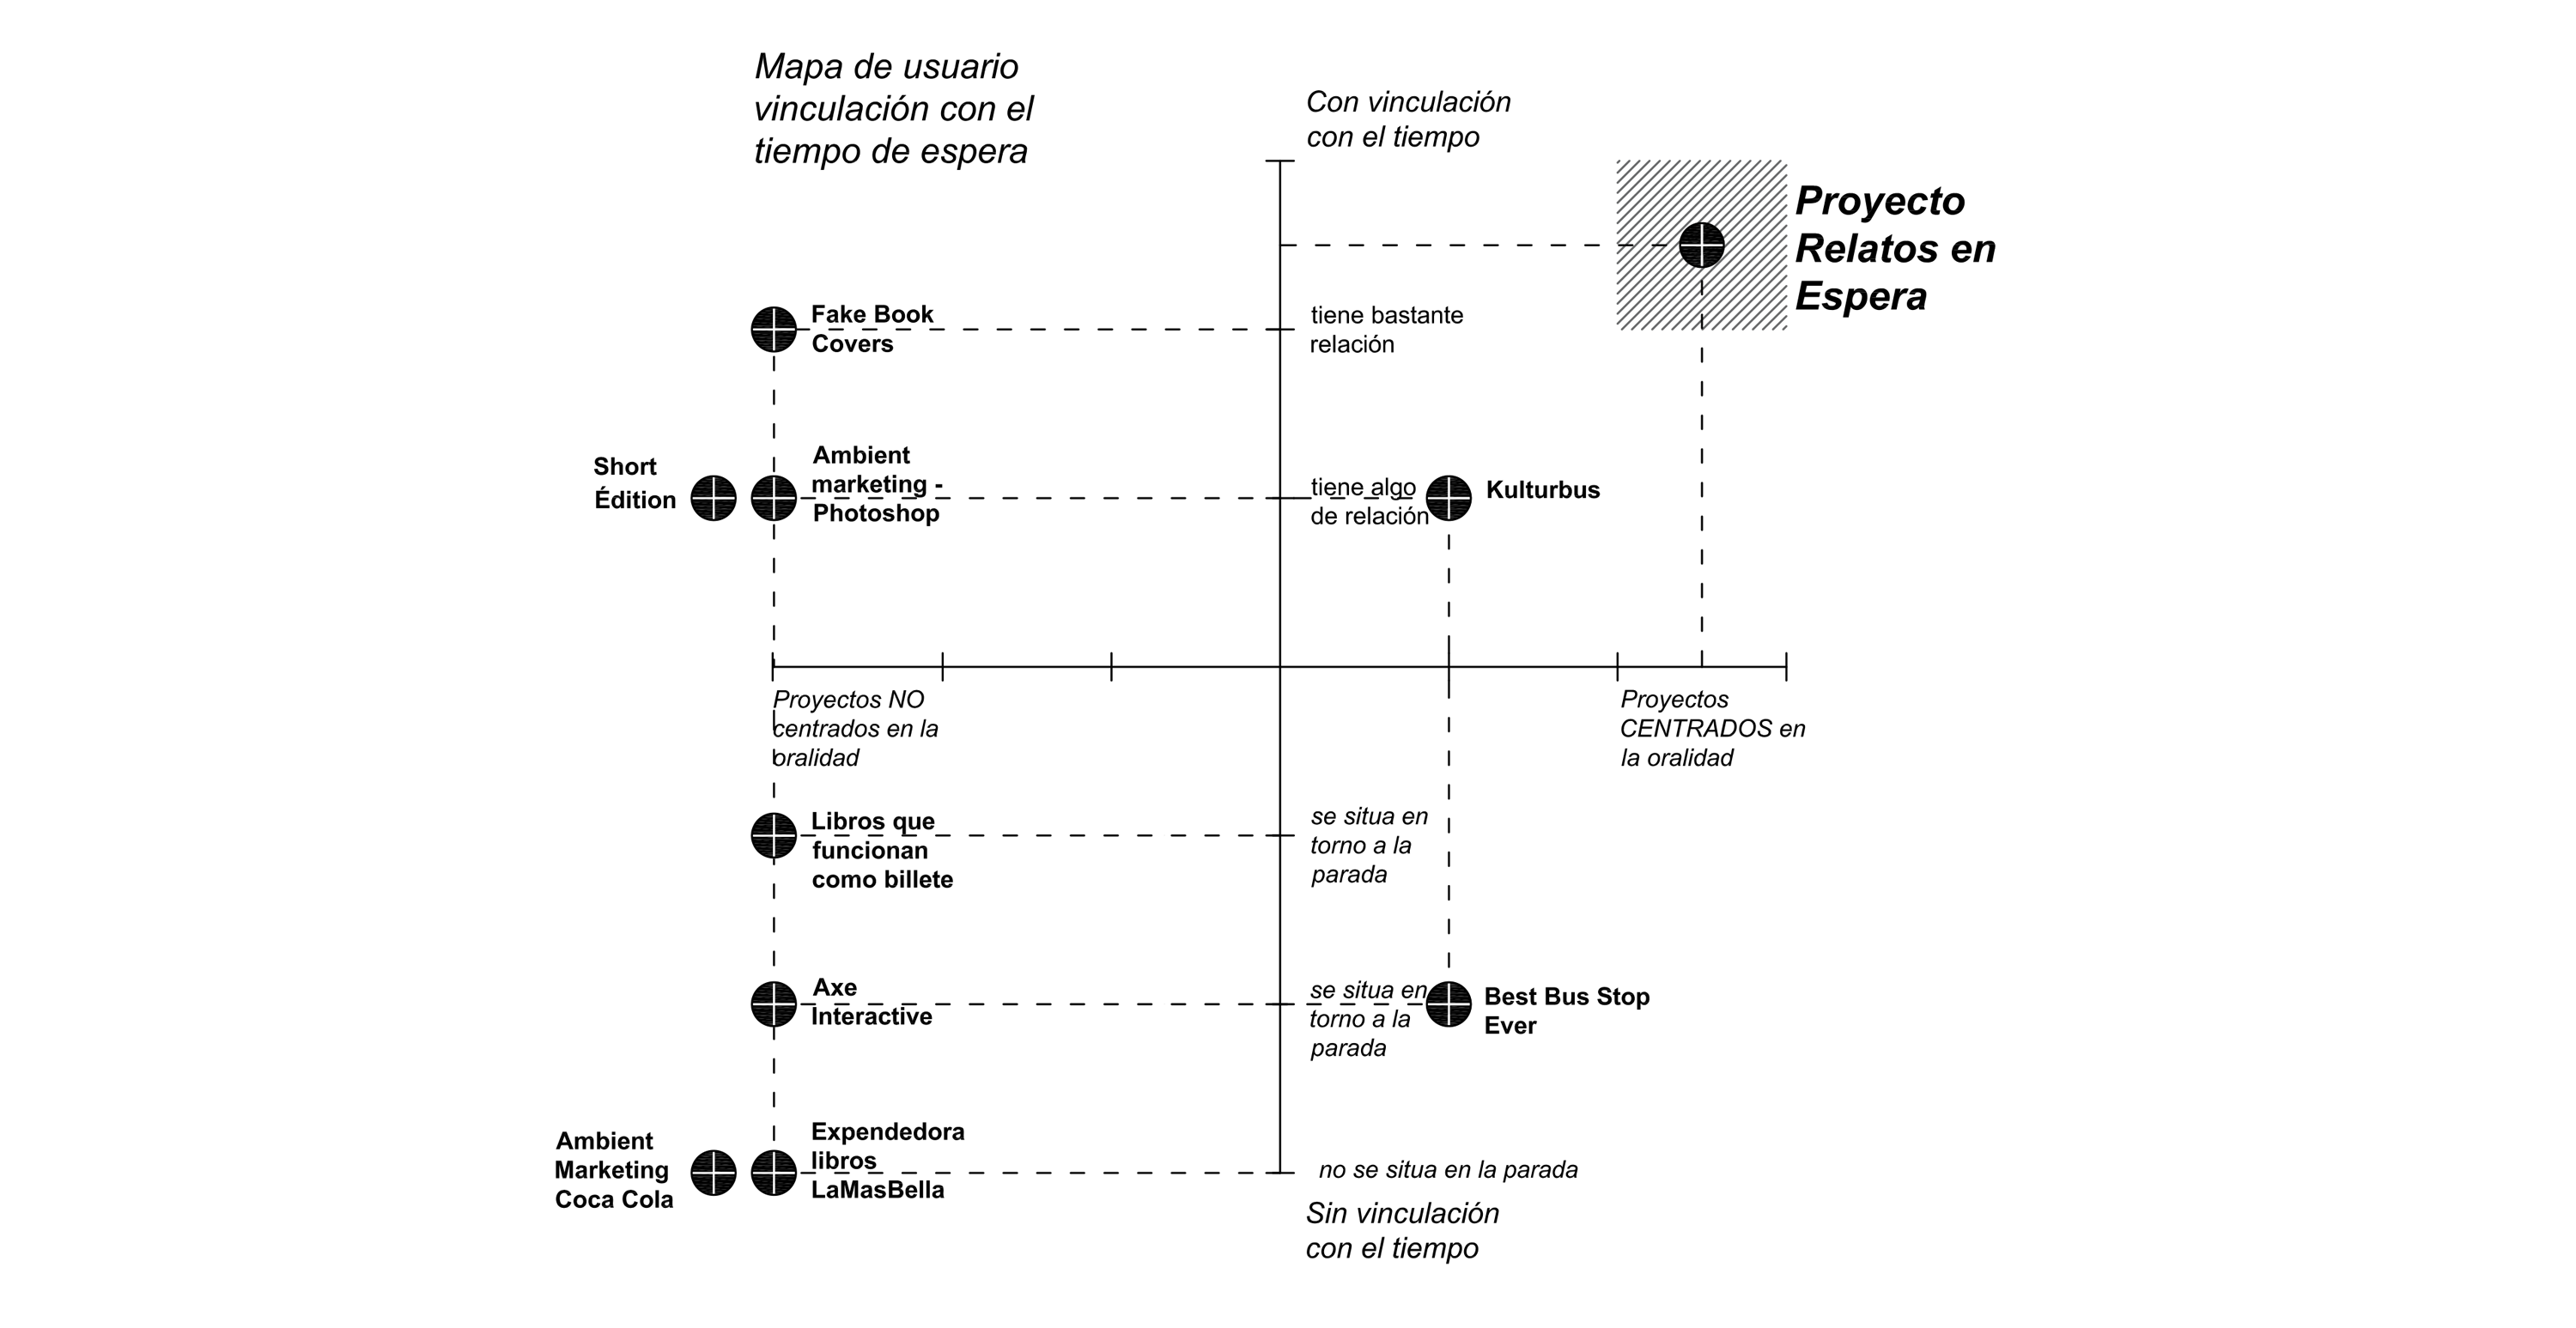 Mapa de usuario
vinculación con el
tiempo de espera
Con vinculación
con el tiempo
Proyecto
Relatos en
Espera
Fake Book
Covers
tiene bastante
relación
Short
Édition
Ambient
marketing -
Photoshop
tiene algo
de relación
Kulturbus
Proyectos NO
centrados en la
oralidad
Proyectos
CENTRADOS en
la oralidad
Libros que
funcionan
como billete
se situa en
torno a la
parada
Axe
Interactive
se situa en
torno a la
parada
Best Bus Stop
Ever
Ambient
Marketing
Coca Cola
Expendedora
libros
LaMasBella
no se situa en la parada
Sin vinculación
con el tiempo